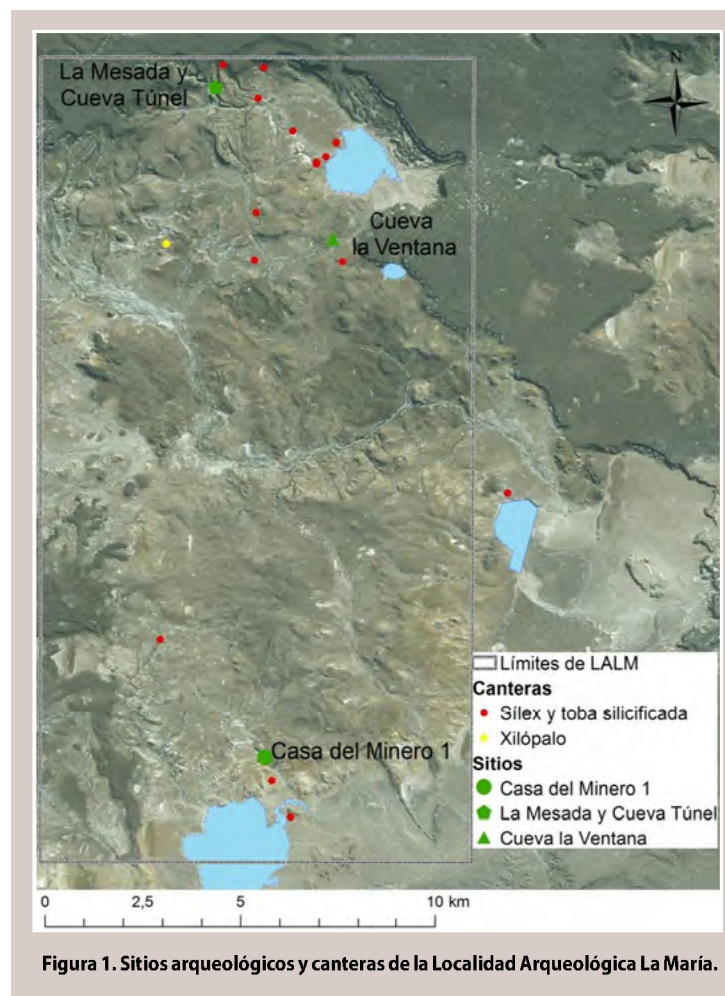 La Mesada y
Cueva Túnel
N
Cueva
la Ventana
Casa del Minero 1
Límites de LALM
Canteras
Sílex y toba silicificada
Xilópalo
Sitios
Casa del Minero 1
La Mesada y Cueva Túnel
Cueva la Ventana
0 2,5 5 10 km
Figura 1. Sitios arqueológicos y canteras de la Localidad Arqueológica La María.